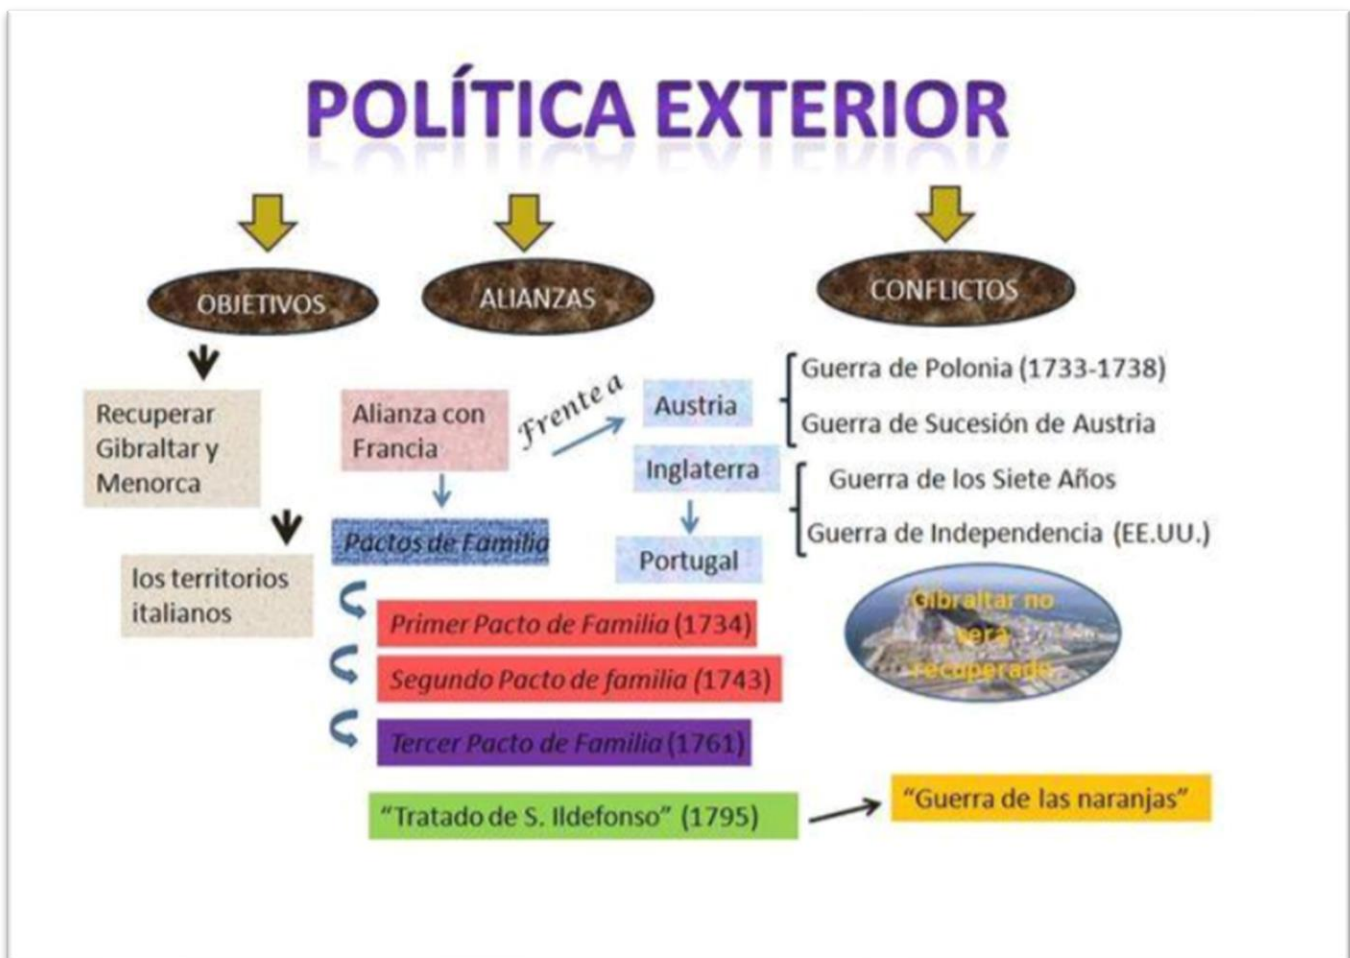 POLÍTICA EXTERIOR
OBJETIVOS
ALIANZAS
CONFLICTOS
Recuperar
Gibraltar y
Menorca
los territorios
italianos
Alianza con
Francia
Frente a
Pactos de Familia
Primer Pacto de Familia (1734)
Segundo Pacto de familia (1743)
Tercer Pacto de Familia (1761)
"Tratado de S. Ildefonso" (1795)
Austria
Inglaterra
Portugal
Guerra de Polonia (1733-1738)
Guerra de Sucesión de Austria
Guerra de los Siete Años
Guerra de Independencia (EE.UU.)
Gibraltar no
será
recuperado
"Guerra de las naranjas"